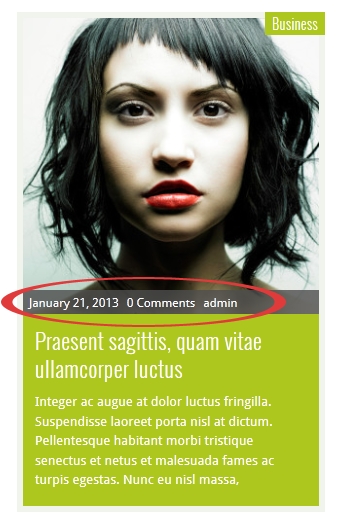 Business
January 21, 2013 0 Comments admin
Praesent sagittis, quam vitae
ullamcorper luctus
Integer ac augue at dolor luctus fringilla.
Suspendisse laoreet porta nisl at dictum.
Pellentesque habitant morbi tristique
senectus et netus et malesuada fames ac
turpis egestas. Nunc eu nisl massa,